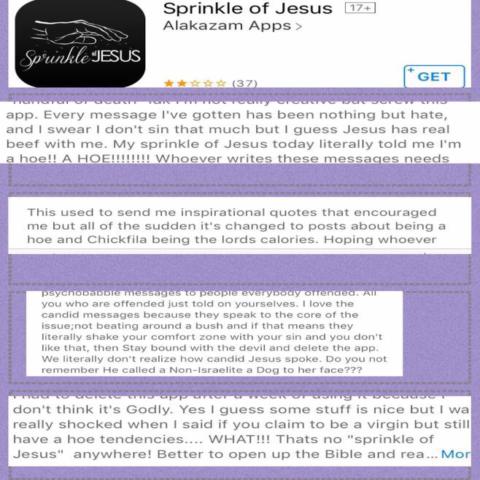 Sprinkle of Jesus 17+
Alakazam Apps >
Sprinkle of JESUS
(37)
+ GET
handful of death idk I'm not really creative but screw this
app. Every message I've gotten has been nothing but hate,
and I swear I don't sin that much but I guess Jesus has real
beef with me. My sprinkle of Jesus today literally told me I'm
a hoe!! A HOE!!!!!!!! Whoever writes these messages needs
This used to send me inspirational quotes that encouraged
me but all of the sudden it's changed to posts about being a
hoe and Chickfila being the lords calories. Hoping whoever
psychobabble messages to people everybody offended. All
you who are offended just told on yourselves. I love the
candid messages because they speak to the core of the
issue;not beating around a bush and if that means they
literally shake your comfort zone with your sin and you don't
like that, then Stay bound with the devil and delete the app.
We literally don't realize how candid Jesus spoke. Do you not
remember He called a Non-Israelite a Dog to her face???
I had to delete this app after a week of using it because I
don't think it's Godly. Yes I guess some stuff is nice but I wa
really shocked when I said if you claim to be a virgin but still
have a hoe tendencies.... WHAT!!! Thats no "sprinkle of
Jesus" anywhere! Better to open up the Bible and rea... Mor